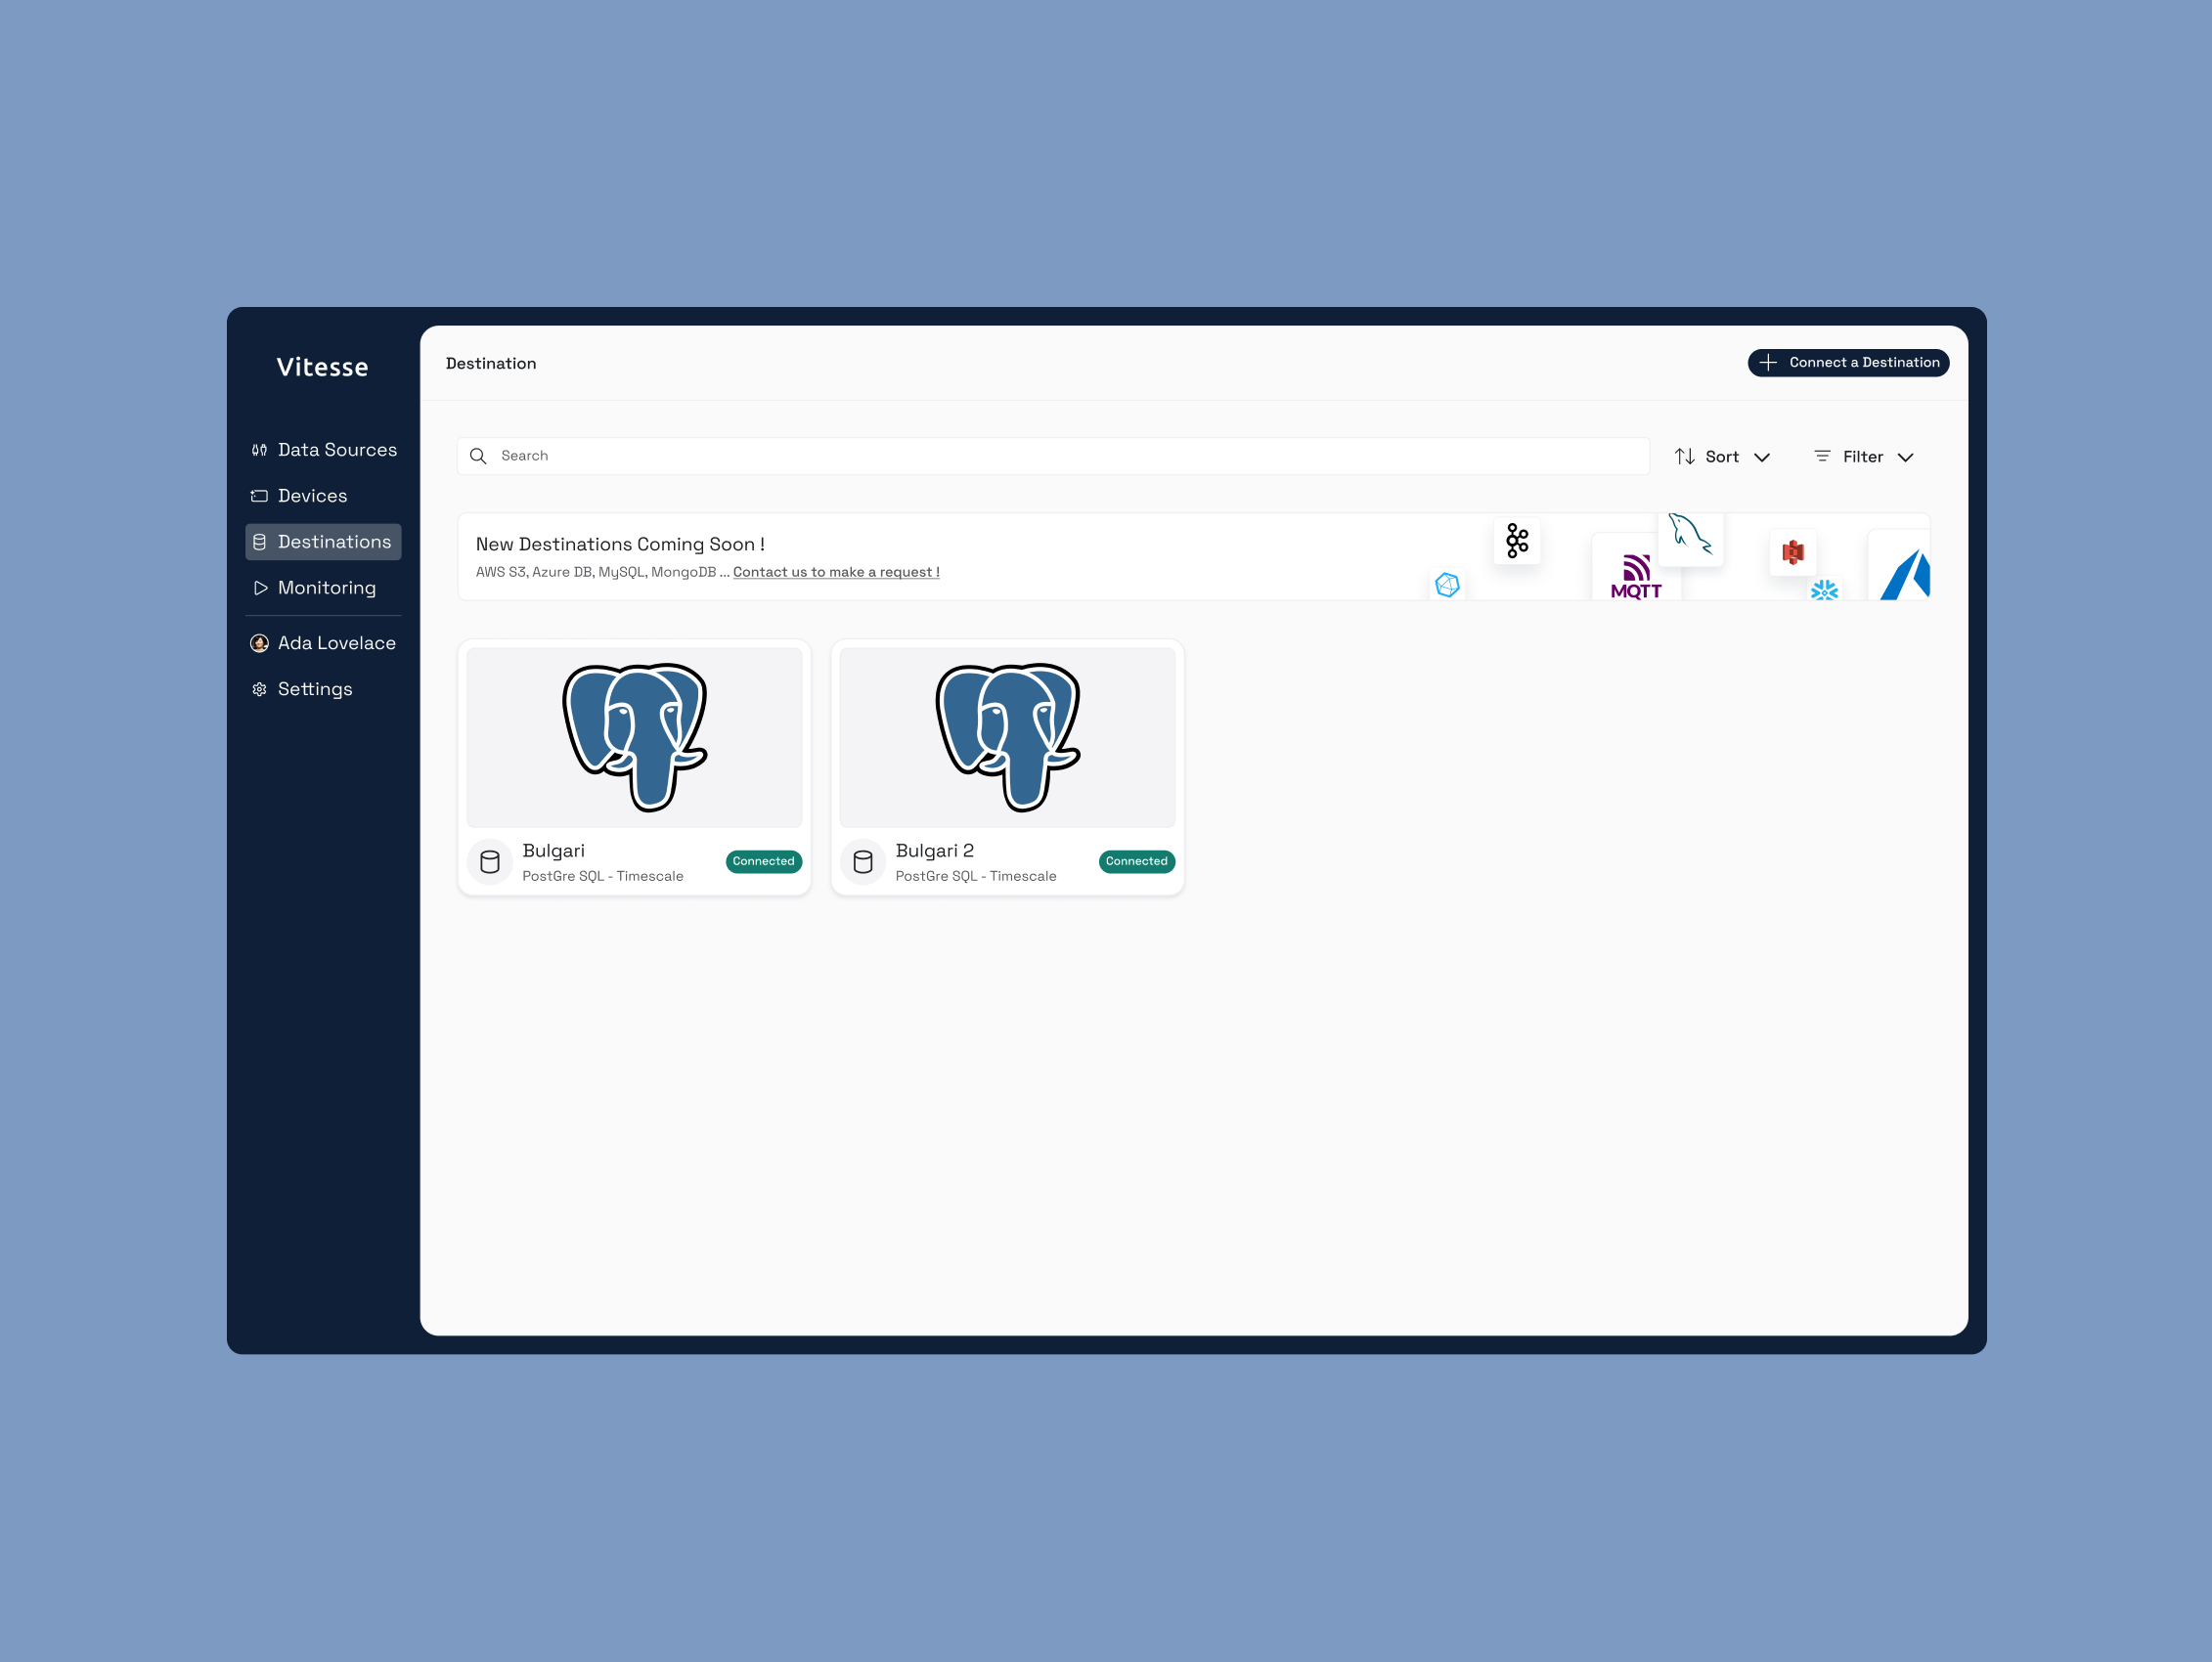 Vitesse
Data Sources
Devices
Destinations
Monitoring
Ada Lovelace
Settings
Destination
Connect a Destination
Search
Sort
Filter
New Destinations Coming Soon !
AWS S3, Azure DB, MySQL, MongoDB ... Contact us to make a request !
MQTT
Bulgari
PostGre SQL - Timescale
Connected
Bulgari 2
PostGre SQL - Timescale
Connected